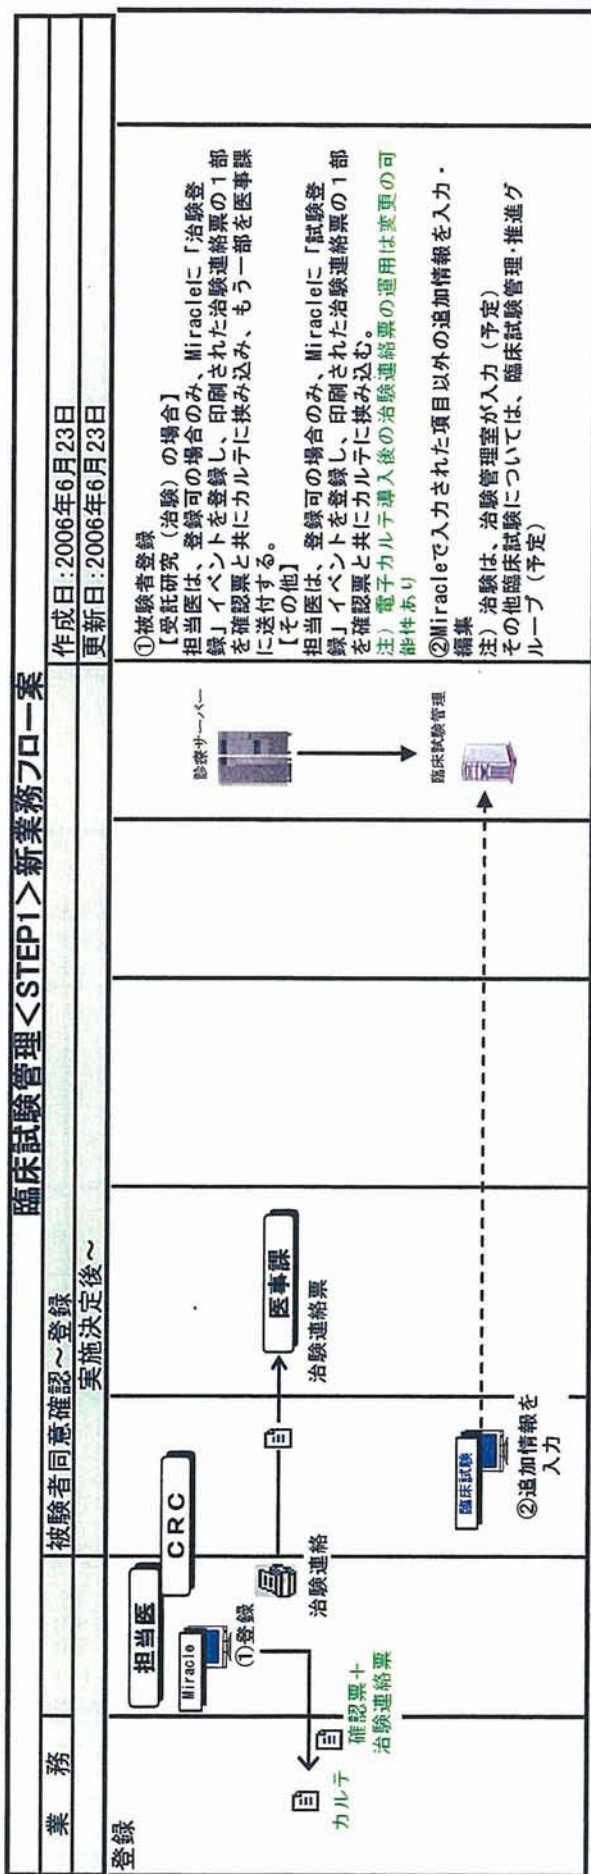 臨床試験管理＜STEP1＞新業務フロー案
業　務
被験者同意確認～登録
作成日：2006年6月23日
実施決定後～
更新日：2006年6月23日
登録
担当医
CRC
Miracle
①登録
カルテ
確認票＋
治験連絡票
治験連絡
医事課
治験連絡票
臨床試験
②追加情報を
入力
診療サーバー
臨床試験管理
①被験者登録
【受託研究（治験）の場合】
担当医は、登録可の場合のみ、Miracleに「治験登
録」イベントを登録し、印刷された治験連絡票の１部
を確認票と共にカルテに挟み込み、もう一部を医事課
に送付する。
【その他】
担当医は、登録可の場合のみ、Miracleに「試験登
録」イベントを登録し、印刷された治験連絡票の１部
を確認票と共にカルテに挟み込む。
注）電子カルテ導入後の治験連絡票の運用は変更の可
能性あり
②Miracleで入力された項目以外の追加情報を入力・
編集
注）治験は、治験管理室が入力（予定）
その他臨床試験については、臨床試験管理・推進グ
ループ（予定）